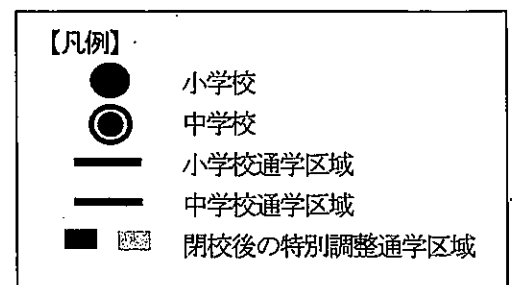 【凡例】
小学校
中学校
小学校通学区域
中学校通学区域
閉校後の特別調整通学区域